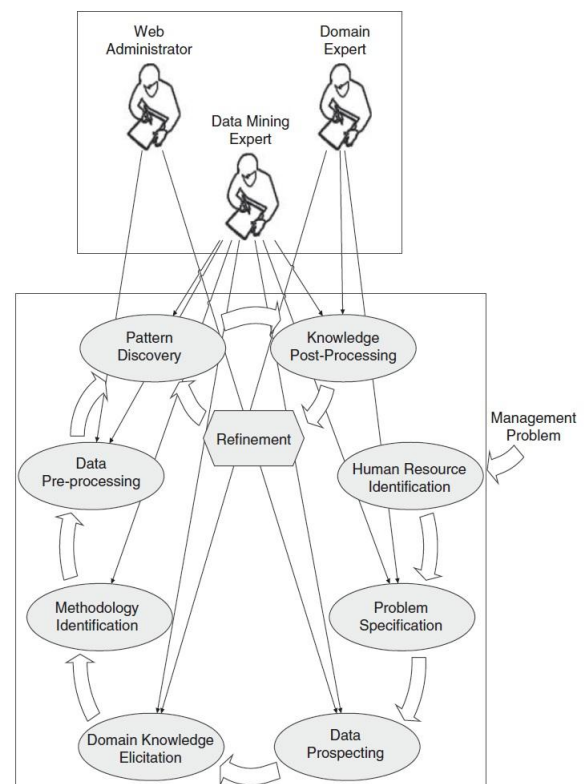 Web
Administrator
Domain
Expert
Data Mining
Expert
Pattern
Discovery
Knowledge
Post-Processing
Refinement
Management
Problem
Data
Pre-processing
Human Resource
Identification
Methodology
Identification
Problem
Specification
Domain Knowledge
Elicitation
Data
Prospecting